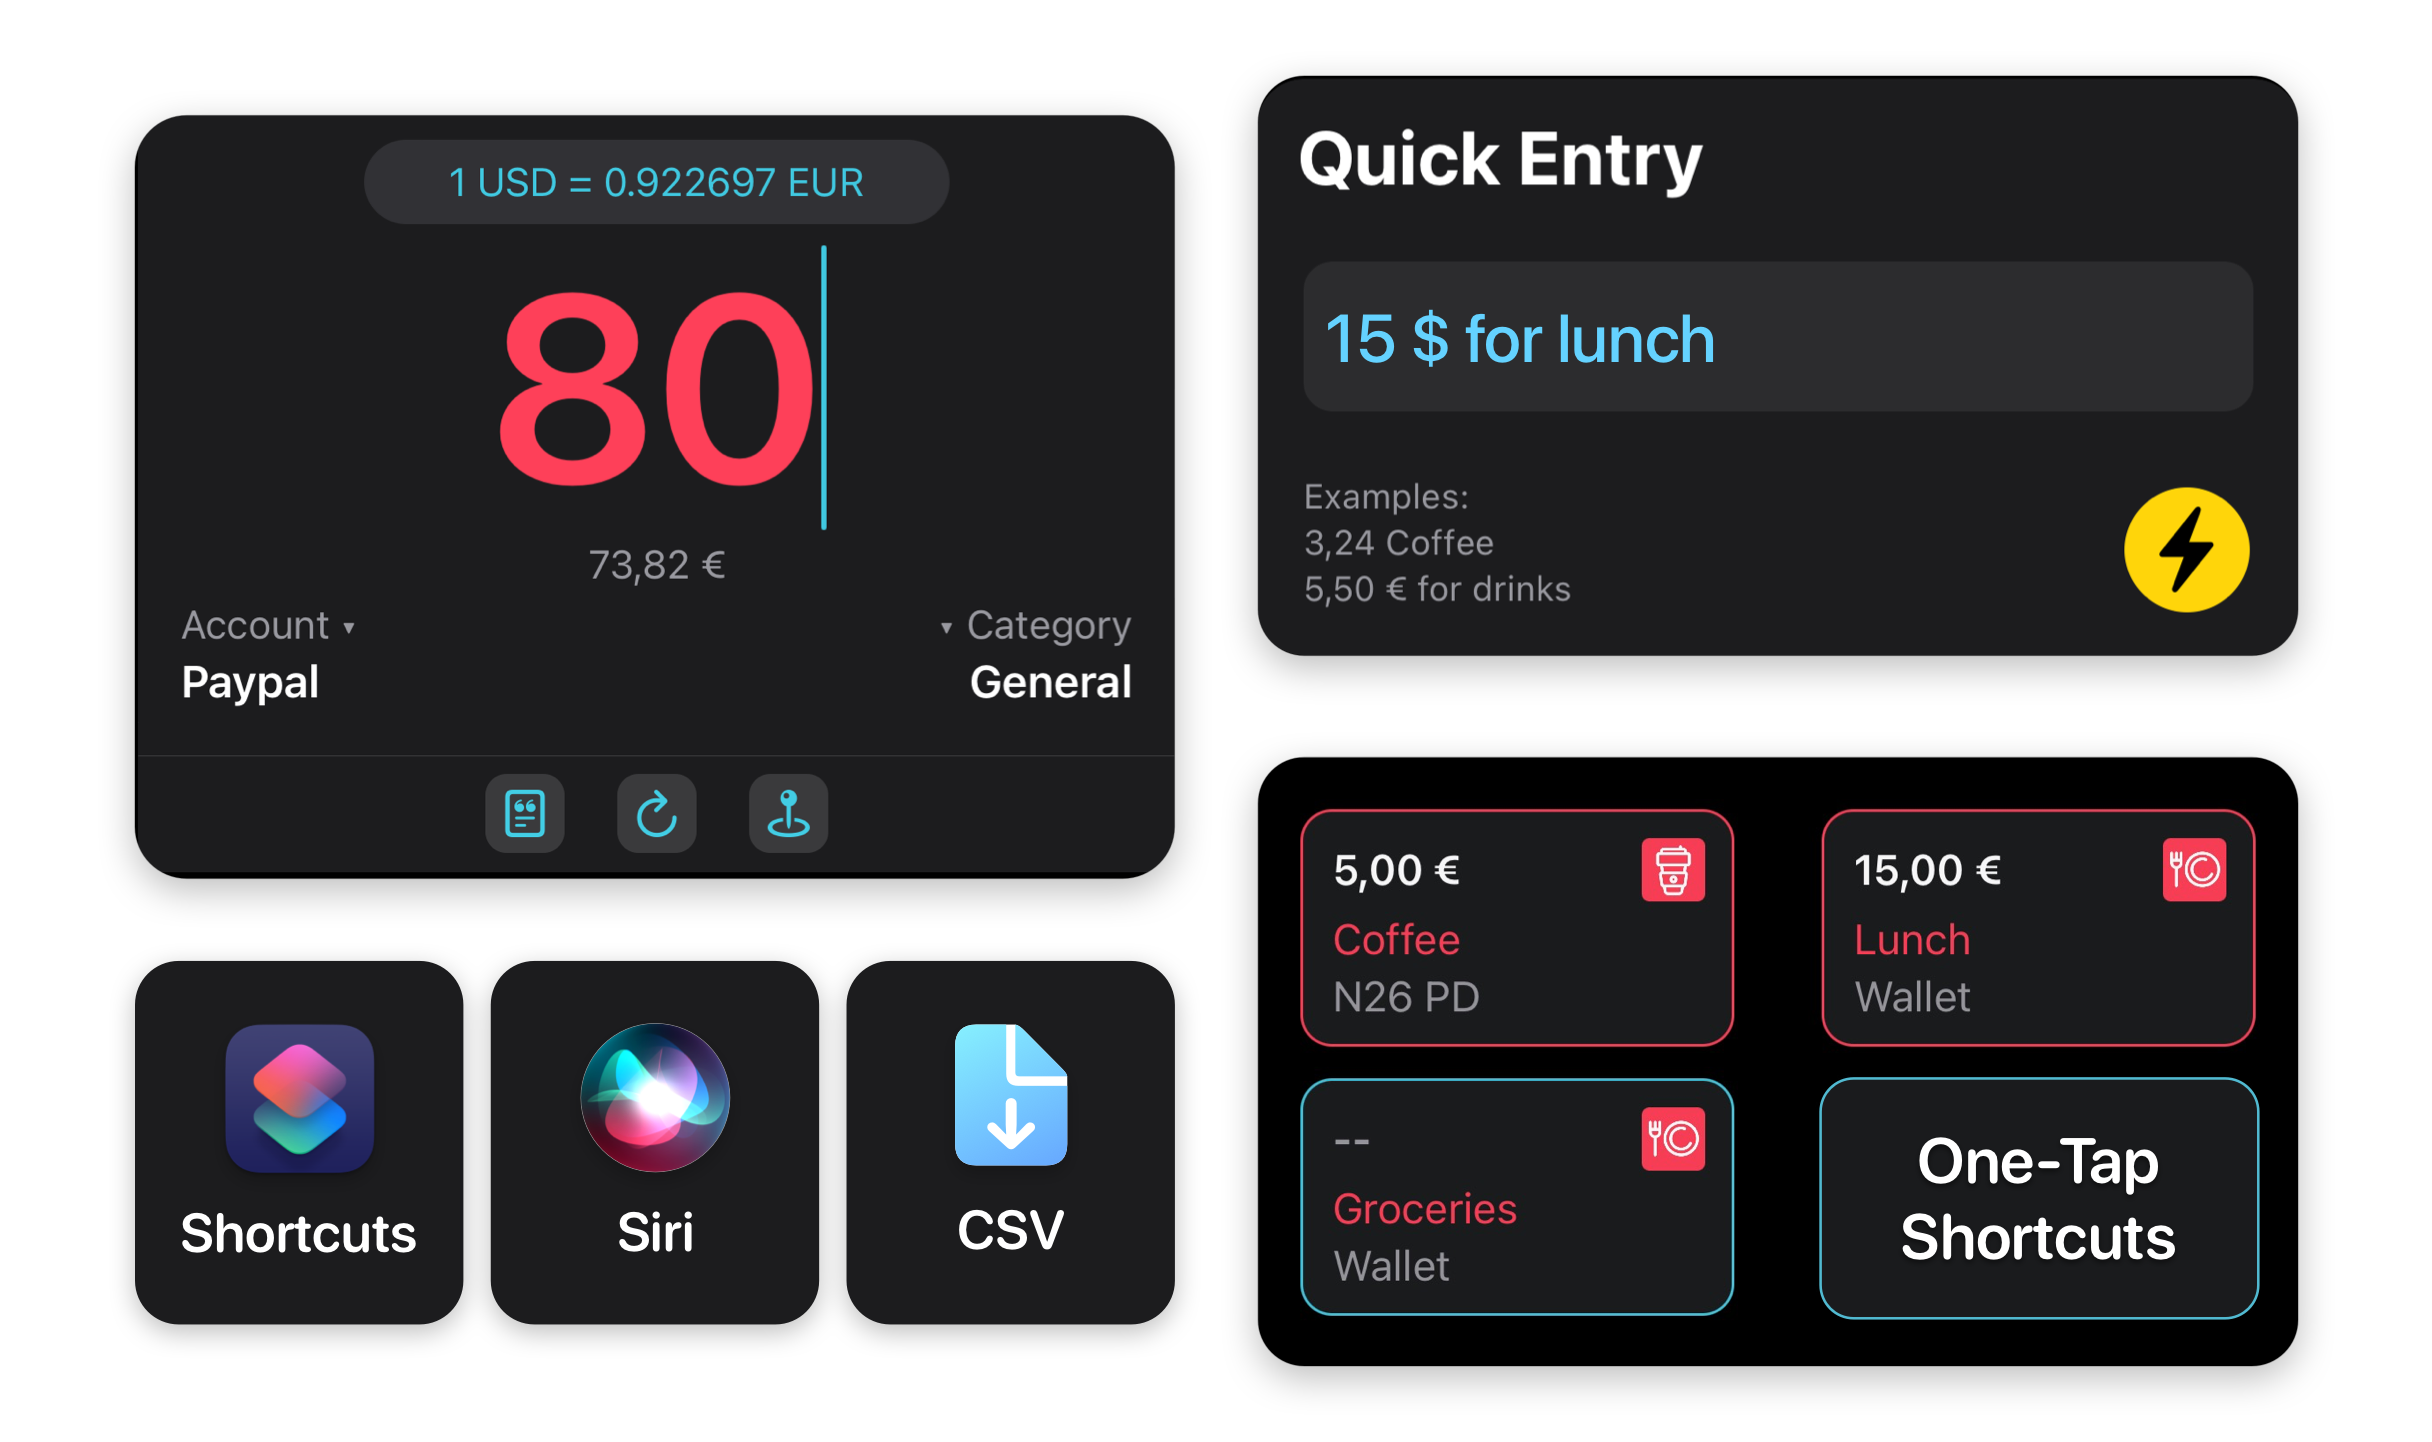 1 USD = 0.922697 EUR
80
73,82 €
Account ▾
▾ Category
Paypal
General
Shortcuts
Siri
CSV
Quick Entry
15 $ for lunch
Examples:
3,24 Coffee
5,50 € for drinks
5,00 €
Coffee
N26 PD
15,00 €
Lunch
Wallet
--
Groceries
Wallet
One-Tap
Shortcuts